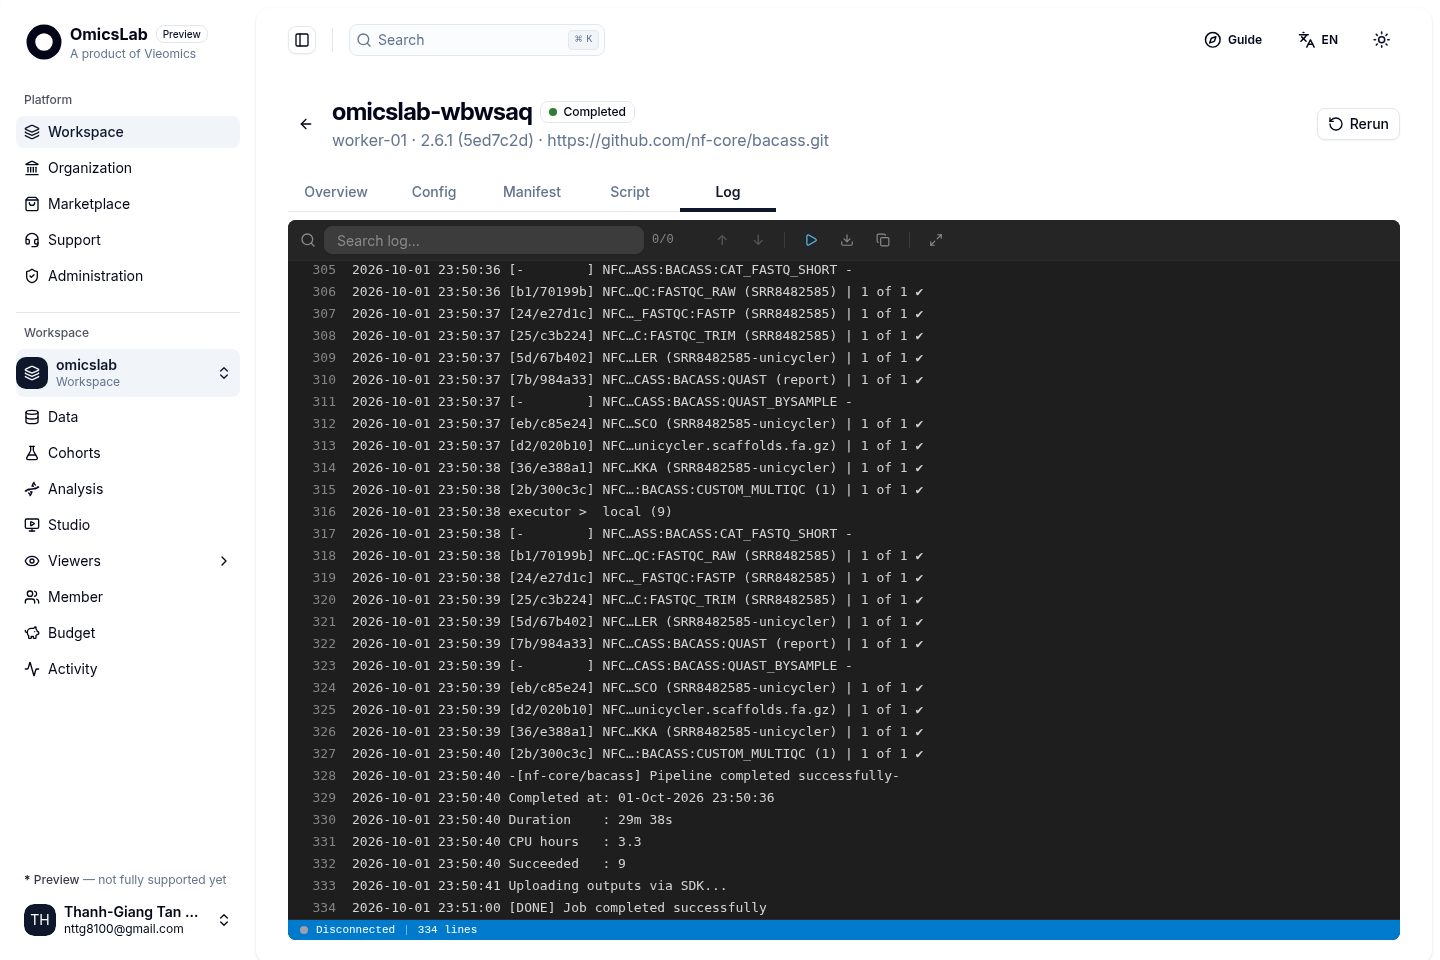 OmicsLab Preview
A product of Vieomics
Platform
Workspace
Organization
Marketplace
Support
Administration
Workspace
omicslab
Workspace
Data
Cohorts
Analysis
Studio
Viewers
Member
Budget
Activity
* Preview — not fully supported yet
TH
Thanh-Giang Tan ...
nttg8100@gmail.com
Search ⌘ K
Guide
EN
omicslab-wbwsaq Completed
worker-01 · 2.6.1 (5ed7c2d) · https://github.com/nf-core/bacass.git
Rerun
Overview Config Manifest Script Log
Search log... 0/0
305 2026-10-01 23:50:36 [-        ] NFC…ASS:BACASS:CAT_FASTQ_SHORT -
306 2026-10-01 23:50:36 [b1/70199b] NFC…QC:FASTQC_RAW (SRR8482585) | 1 of 1 ✔
307 2026-10-01 23:50:37 [24/e27d1c] NFC…_FASTQC:FASTP (SRR8482585) | 1 of 1 ✔
308 2026-10-01 23:50:37 [25/c3b224] NFC…C:FASTQC_TRIM (SRR8482585) | 1 of 1 ✔
309 2026-10-01 23:50:37 [5d/67b402] NFC…LER (SRR8482585-unicycler) | 1 of 1 ✔
310 2026-10-01 23:50:37 [7b/984a33] NFC…CASS:BACASS:QUAST (report) | 1 of 1 ✔
311 2026-10-01 23:50:37 [-        ] NFC…CASS:BACASS:QUAST_BYSAMPLE -
312 2026-10-01 23:50:37 [eb/c85e24] NFC…SCO (SRR8482585-unicycler) | 1 of 1 ✔
313 2026-10-01 23:50:37 [d2/020b10] NFC…unicycler.scaffolds.fa.gz) | 1 of 1 ✔
314 2026-10-01 23:50:38 [36/e388a1] NFC…KKA (SRR8482585-unicycler) | 1 of 1 ✔
315 2026-10-01 23:50:38 [2b/300c3c] NFC…:BACASS:CUSTOM_MULTIQC (1) | 1 of 1 ✔
316 2026-10-01 23:50:38 executor >  local (9)
317 2026-10-01 23:50:38 [-        ] NFC…ASS:BACASS:CAT_FASTQ_SHORT -
318 2026-10-01 23:50:38 [b1/70199b] NFC…QC:FASTQC_RAW (SRR8482585) | 1 of 1 ✔
319 2026-10-01 23:50:38 [24/e27d1c] NFC…_FASTQC:FASTP (SRR8482585) | 1 of 1 ✔
320 2026-10-01 23:50:39 [25/c3b224] NFC…C:FASTQC_TRIM (SRR8482585) | 1 of 1 ✔
321 2026-10-01 23:50:39 [5d/67b402] NFC…LER (SRR8482585-unicycler) | 1 of 1 ✔
322 2026-10-01 23:50:39 [7b/984a33] NFC…CASS:BACASS:QUAST (report) | 1 of 1 ✔
323 2026-10-01 23:50:39 [-        ] NFC…CASS:BACASS:QUAST_BYSAMPLE -
324 2026-10-01 23:50:39 [eb/c85e24] NFC…SCO (SRR8482585-unicycler) | 1 of 1 ✔
325 2026-10-01 23:50:39 [d2/020b10] NFC…unicycler.scaffolds.fa.gz) | 1 of 1 ✔
326 2026-10-01 23:50:39 [36/e388a1] NFC…KKA (SRR8482585-unicycler) | 1 of 1 ✔
327 2026-10-01 23:50:40 [2b/300c3c] NFC…:BACASS:CUSTOM_MULTIQC (1) | 1 of 1 ✔
328 2026-10-01 23:50:40 -[nf-core/bacass] Pipeline completed successfully-
329 2026-10-01 23:50:40 Completed at: 01-Oct-2026 23:50:36
330 2026-10-01 23:50:40 Duration    : 29m 38s
331 2026-10-01 23:50:40 CPU hours   : 3.3
332 2026-10-01 23:50:40 Succeeded   : 9
333 2026-10-01 23:50:41 Uploading outputs via SDK...
334 2026-10-01 23:51:00 [DONE] Job completed successfully
Disconnected | 334 lines